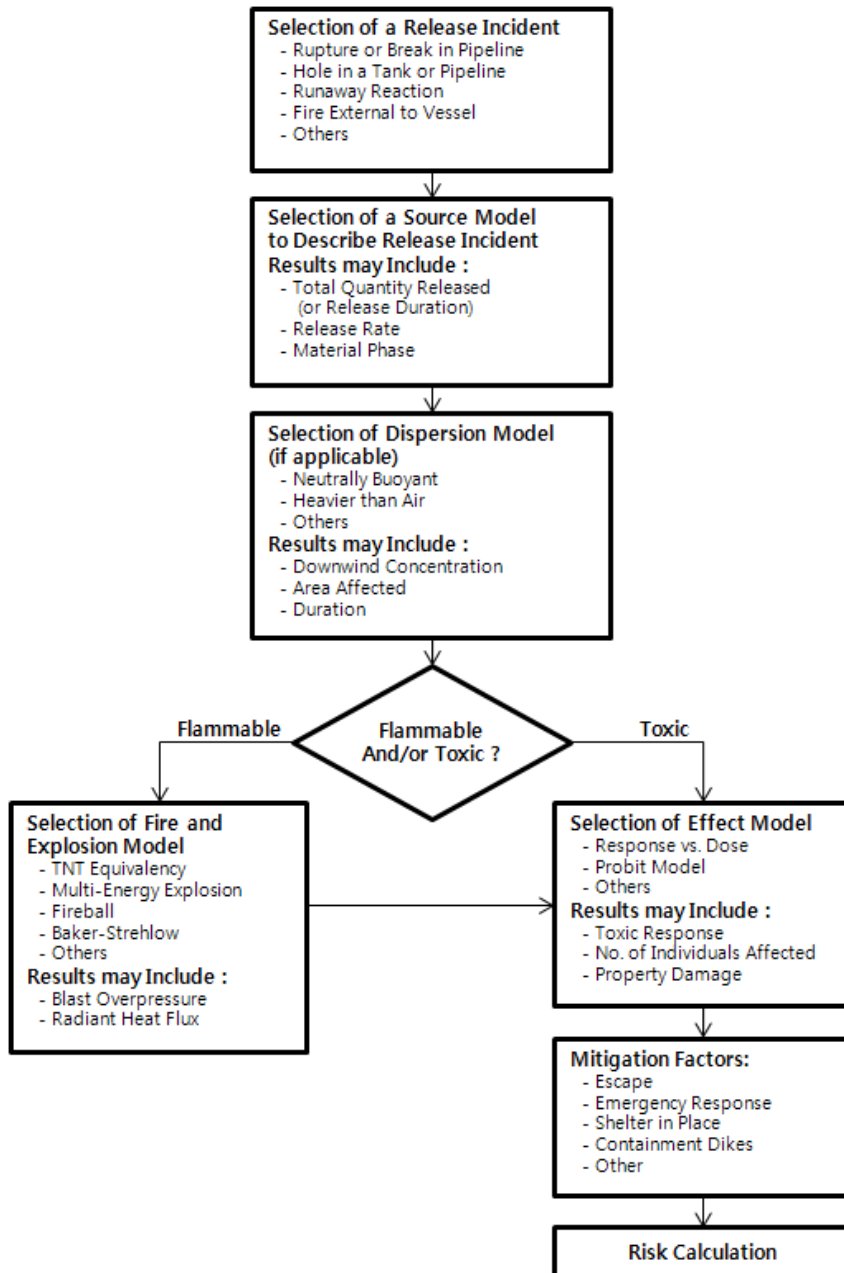 Selection of a Release Incident
- Rupture or Break in Pipeline
- Hole in a Tank or Pipeline
- Runaway Reaction
- Fire External to Vessel
- Others
Selection of a Source Model
to Describe Release Incident
Results may Include :
- Total Quantity Released
(or Release Duration)
- Release Rate
- Material Phase
Selection of Dispersion Model
(if applicable)
- Neutrally Buoyant
- Heavier than Air
- Others
Results may Include :
- Downwind Concentration
- Area Affected
- Duration
Flammable
And/or Toxic ?
Flammable
Toxic
Selection of Fire and
Explosion Model
- TNT Equivalency
- Multi-Energy Explosion
- Fireball
- Baker-Strehlow
- Others
Results may Include :
- Blast Overpressure
- Radiant Heat Flux
Selection of Effect Model
- Response vs. Dose
- Probit Model
- Others
Results may Include :
- Toxic Response
- No. of Individuals Affected
- Property Damage
Mitigation Factors:
- Escape
- Emergency Response
- Shelter in Place
- Containment Dikes
- Other
Risk Calculation